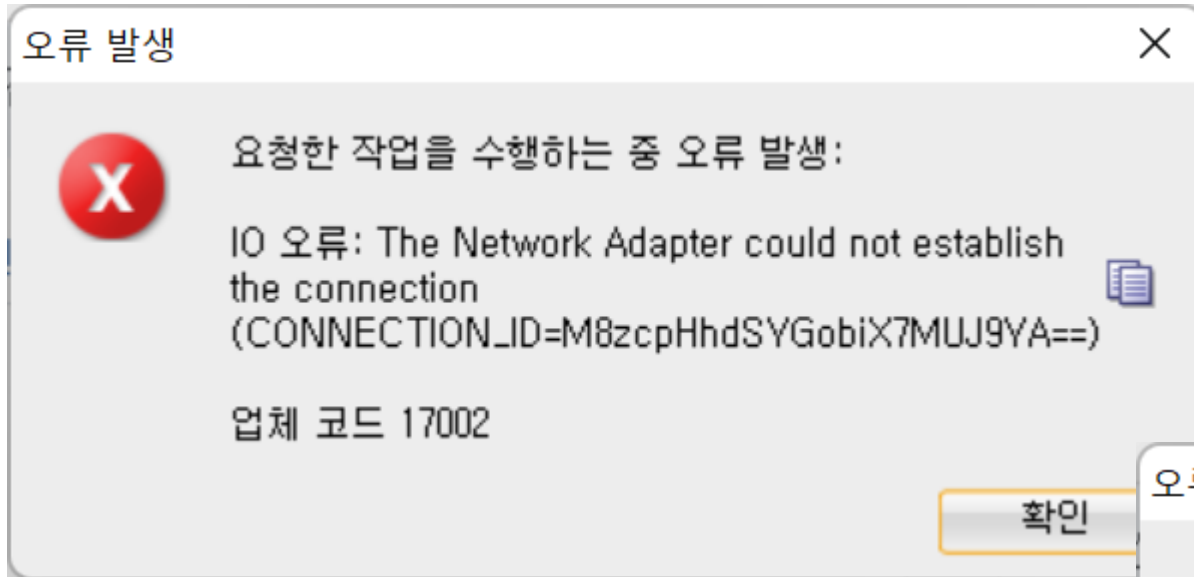 오류 발생
요청한 작업을 수행하는 중 오류 발생:
IO 오류: The Network Adapter could not establish
the connection
(CONNECTION_ID=M8zcpHhdSYGobiX7MUJ9YA==)
업체 코드 17002
확인